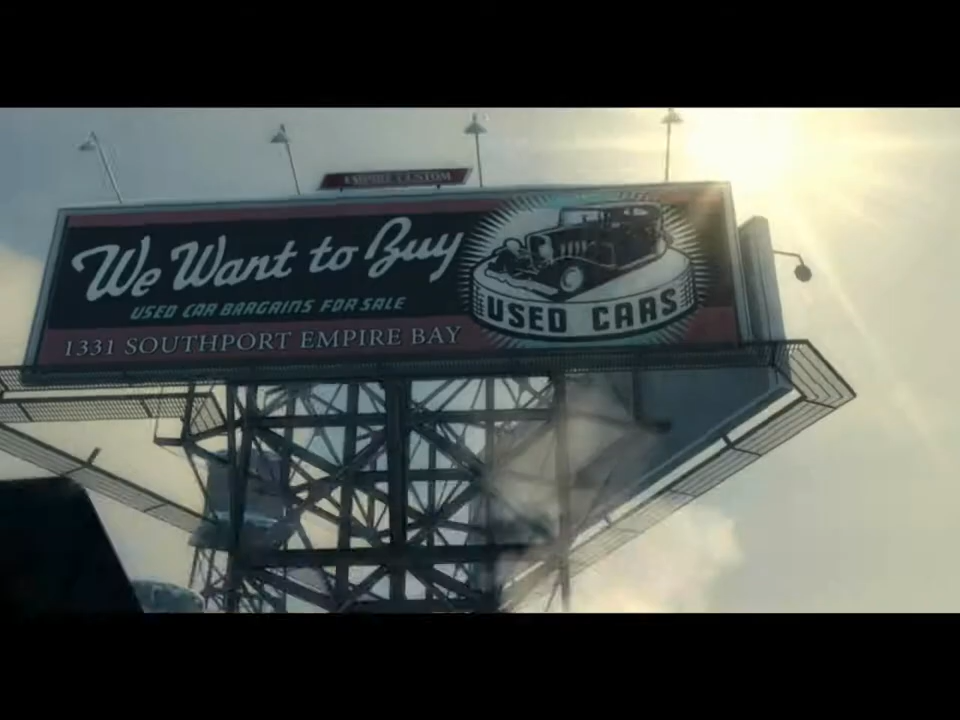 EMPIRE CUSTOM
We Want to Buy
USED CAR BARGAINS FOR SALE
1331 SOUTHPORT EMPIRE BAY
USED CARS